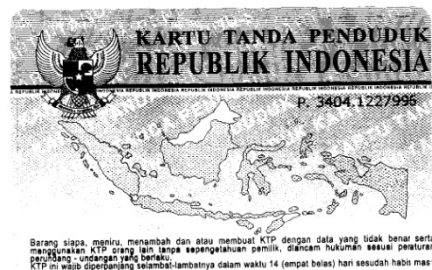 KARTU TANDA PENDUDUK
REPUBLIK INDONESIA
P. 3404.1227996
Barang siapa, meniru, menambah dan atau membuat KTP dengan data yang tidak benar serta
menggunakan KTP orang lain tanpa sepengetahuan pemilik, diancam hukuman sesuai peraturan
perundang - undangan yang berlaku.
KTP ini wajib diperpanjang selambat-lambatnya dalam waktu 14 (empat belas) hari sesudah habis mas